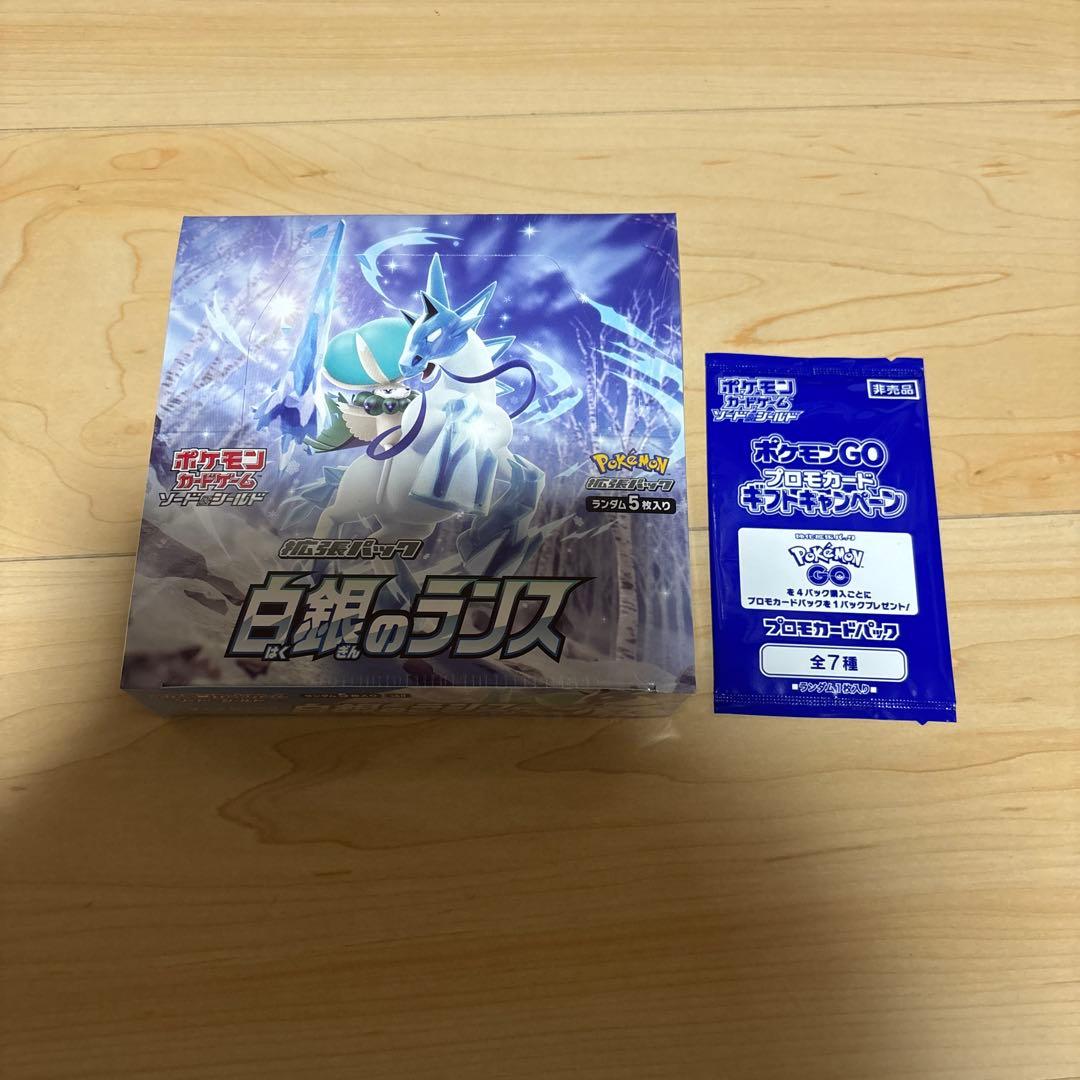 ポケモン
カードゲーム
ソード&シールド
Pokémon
拡張パック
ランダム5枚入り
拡張パック
白銀のランス
はく ぎん
ポケモン
カードゲーム
ソード&シールド
非売品
ポケモンGO
プロモカード
ギフトキャンペーン
強化拡張パック
Pokémon
GO
を4パック購入ごとに
プロモカードパックを1パックプレゼント!
プロモカードパック
全7種
■ランダム1枚入り■